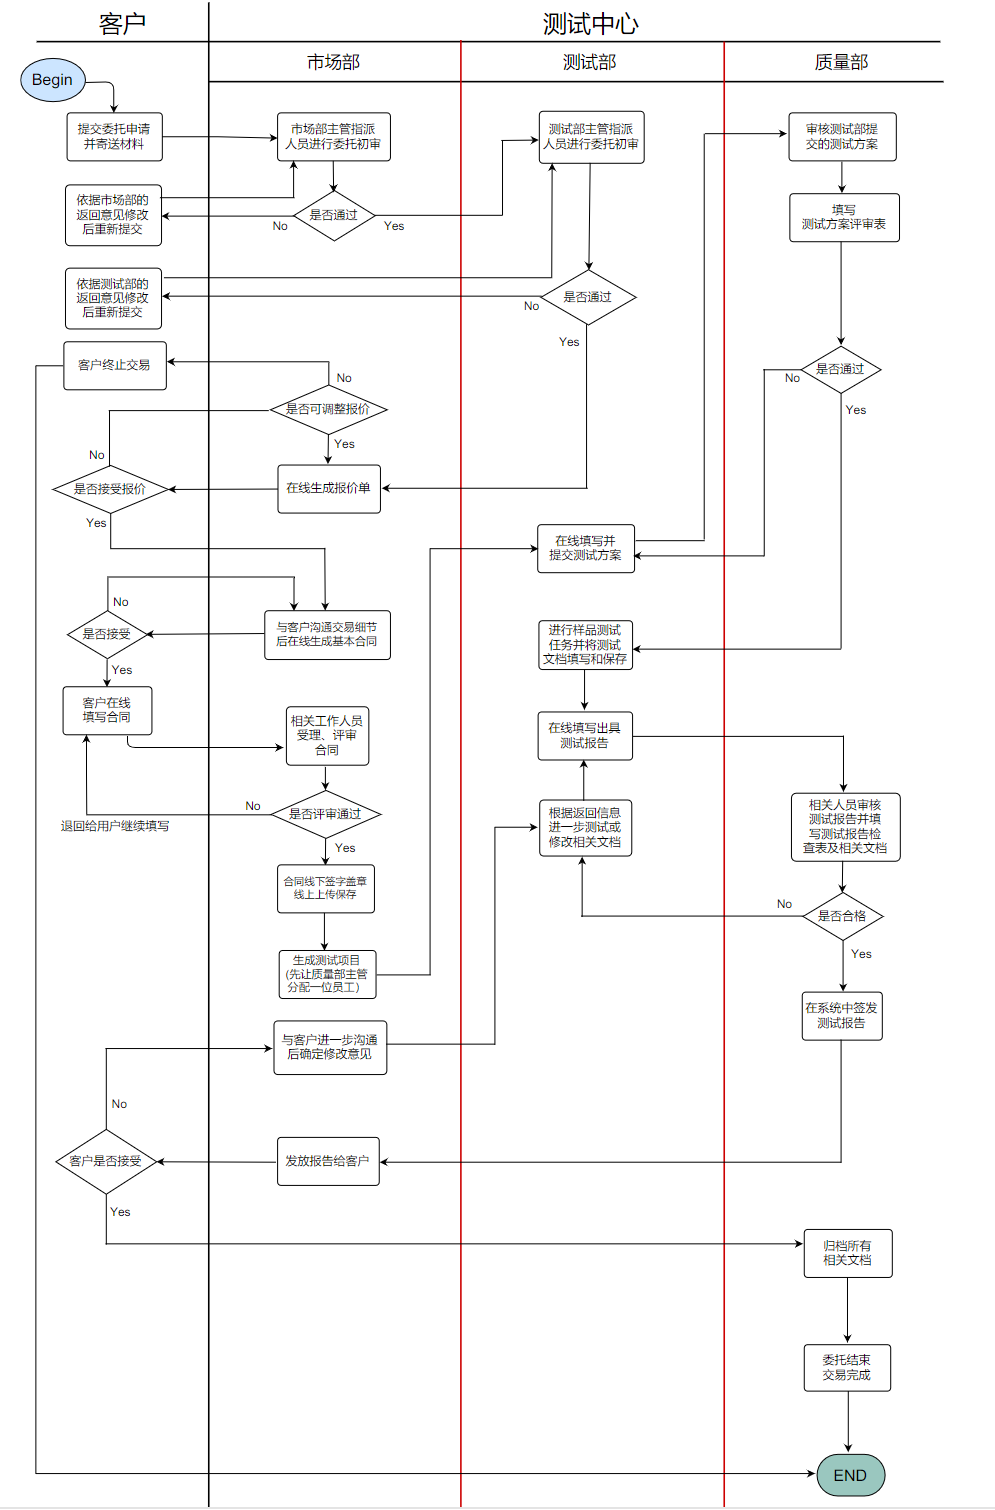 客户
测试中心
市场部
测试部
质量部
Begin
提交委托申请
并寄送材料
市场部主管指派
人员进行委托初审
测试部主管指派
人员进行委托初审
审核测试部提
交的测试方案
依据市场部的
返回意见修改
后重新提交
是否通过
No
Yes
填写
测试方案评审表
依据测试部的
返回意见修改
后重新提交
是否通过
No
Yes
客户终止交易
是否通过
No
Yes
No
是否可调整报价
Yes
No
是否接受报价
在线生成报价单
Yes
在线填写并
提交测试方案
No
是否接受
与客户沟通交易细节
后在线生成基本合同
进行样品测试
任务并将测试
文档填写和保存
Yes
客户在线
填写合同
相关工作人员
受理、评审
合同
在线填写出具
测试报告
No
是否评审通过
退回给用户继续填写
Yes
根据返回信息
进一步测试或
修改相关文档
相关人员审核
测试报告并填
写测试报告检
查表及相关文档
合同线下签字盖章
线上上传保存
No
是否合格
Yes
生成测试项目
(先让质量部主管
分配一位员工）
在系统中签发
测试报告
与客户进一步沟通
后确定修改意见
No
客户是否接受
发放报告给客户
Yes
归档所有
相关文档
委托结束
交易完成
END